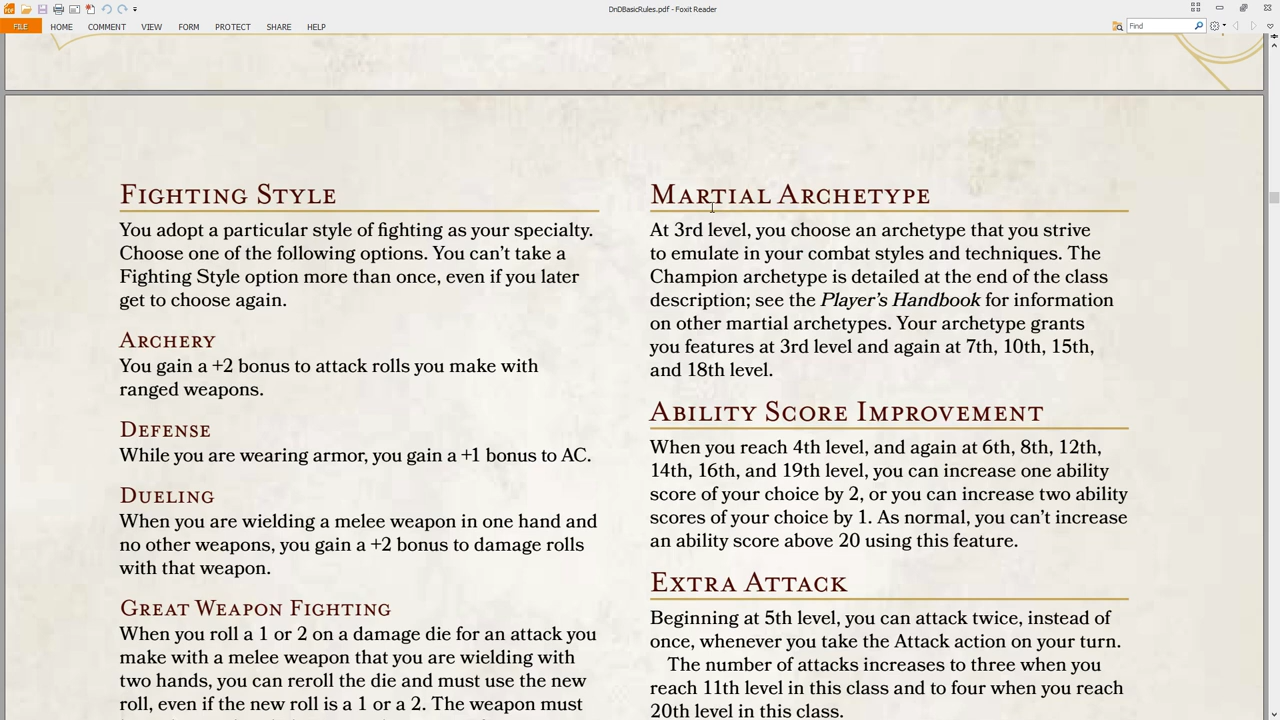 DnDBasicRules.pdf - Foxit Reader
FILE HOME COMMENT VIEW FORM PROTECT SHARE HELP
Find
FIGHTING STYLE
You adopt a particular style of fighting as your specialty.
Choose one of the following options. You can't take a
Fighting Style option more than once, even if you later
get to choose again.
ARCHERY
You gain a +2 bonus to attack rolls you make with
ranged weapons.
DEFENSE
While you are wearing armor, you gain a +1 bonus to AC.
DUELING
When you are wielding a melee weapon in one hand and
no other weapons, you gain a +2 bonus to damage rolls
with that weapon.
GREAT WEAPON FIGHTING
When you roll a 1 or 2 on a damage die for an attack you
make with a melee weapon that you are wielding with
two hands, you can reroll the die and must use the new
roll, even if the new roll is a 1 or a 2. The weapon must
MARTIAL ARCHETYPE
At 3rd level, you choose an archetype that you strive
to emulate in your combat styles and techniques. The
Champion archetype is detailed at the end of the class
description; see the Player's Handbook for information
on other martial archetypes. Your archetype grants
you features at 3rd level and again at 7th, 10th, 15th,
and 18th level.
ABILITY SCORE IMPROVEMENT
When you reach 4th level, and again at 6th, 8th, 12th,
14th, 16th, and 19th level, you can increase one ability
score of your choice by 2, or you can increase two ability
scores of your choice by 1. As normal, you can't increase
an ability score above 20 using this feature.
EXTRA ATTACK
Beginning at 5th level, you can attack twice, instead of
once, whenever you take the Attack action on your turn.
The number of attacks increases to three when you
reach 11th level in this class and to four when you reach
20th level in this class.